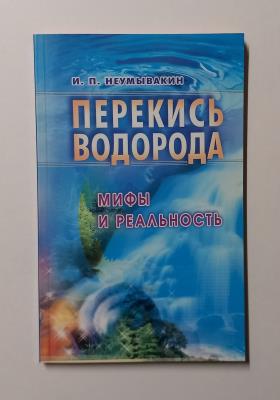 И. П. НЕУМЫВАКИН
ПЕРЕКИСЬ
ВОДОРОДА
МИФЫ
И РЕАЛЬНОСТЬ